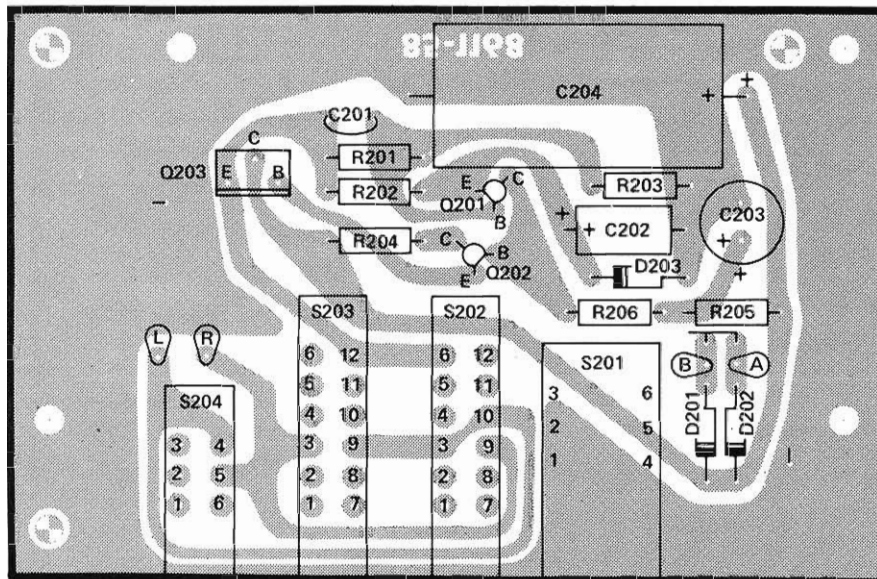 C204
+
+
C201
C
R201
Q203
E
B
R202
E
C
Q201
B
R203
+
+
C202
C203
+
+
R204
C
B
E
Q202
D203
S203
S202
R206
R205
L
R
S201
B
A
6 12
5 11
4 10
3 9
2 8
1 7
6 12
5 11
4 10
3 9
2 8
1 7
3 6
2 5
1 4
D201
D202
S204
3 4
2 5
1 6